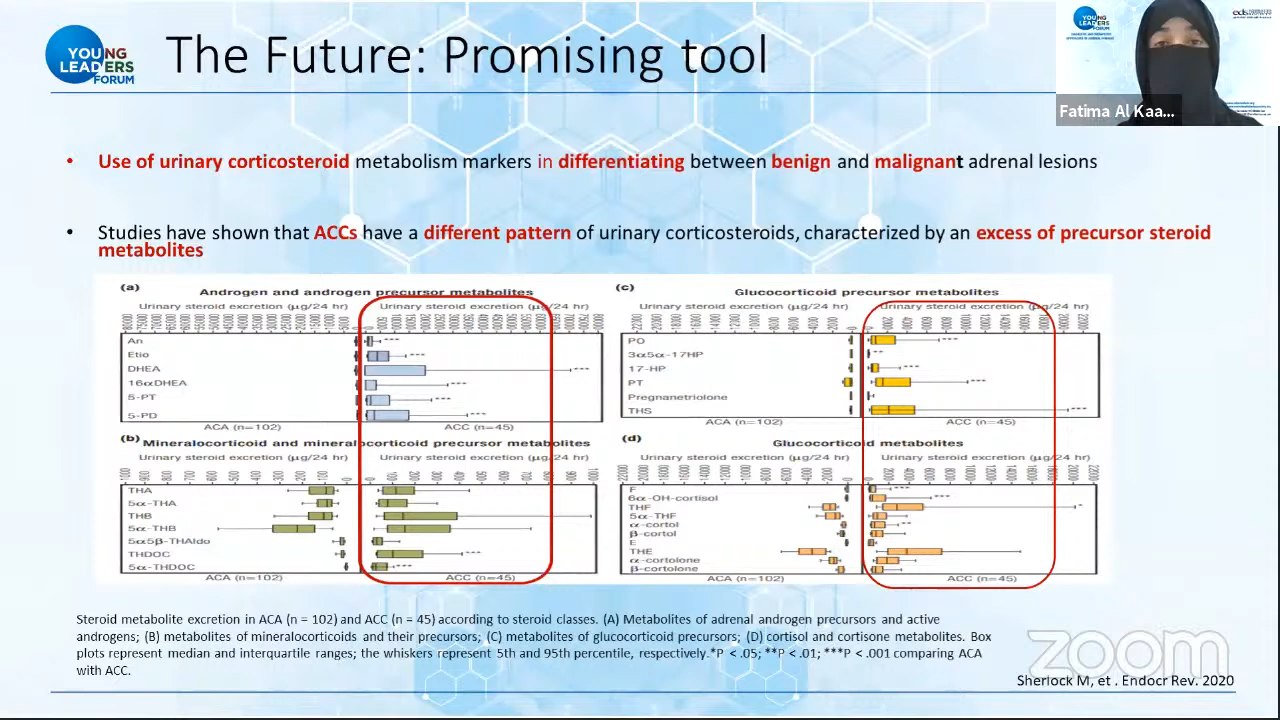 YOUNG
LEADERS
FORUM
The Future: Promising tool
YOUNG
LEADERS
FORUM
Fatima Al Kaa...
• Use of urinary corticosteroid metabolism markers in differentiating between benign and malignant adrenal lesions
• Studies have shown that ACCs have a different pattern of urinary corticosteroids, characterized by an excess of precursor steroid
metabolites
(a)
Androgen and androgen precursor metabolites
Urinary steroid excretion (μg/24 hr) Urinary steroid excretion (μg/24 hr)
An ***
Etio ***
DHEA ***
16αDHEA ***
5-PT ***
5-PD ***
ACA (n=102) ACC (n=45)
(b) Mineralocorticoid and mineralocorticoid precursor metabolites
Urinary steroid excretion (μg/24 hr) Urinary steroid excretion (μg/24 hr)
THA
5α-THA
THB
5α-THB
5α5β-THAldo
THDOC ***
5α-THDOC ***
ACA (n=102) ACC (n=45)
(c)
Glucocorticoid precursor metabolites
Urinary steroid excretion (μg/24 hr) Urinary steroid excretion (μg/24 hr)
PO ***
3α5α-17HP **
17-HP ***
PT ***
Pregnanetriolone
THS ***
ACA (n=102) ACC (n=45)
(d)
Glucocorticoid metabolites
Urinary steroid excretion (μg/24 hr) Urinary steroid excretion (μg/24 hr)
F ***
6α-OH-cortisol ***
THF *
5α-THF
α-cortol **
β-cortol
E
THE
α-cortolone
β-cortolone
ACA (n=102) ACC (n=45)
Steroid metabolite excretion in ACA (n = 102) and ACC (n = 45) according to steroid classes. (A) Metabolites of adrenal androgen precursors and active
androgens; (B) metabolites of mineralocorticoids and their precursors; (C) metabolites of glucocorticoid precursors; (D) cortisol and cortisone metabolites. Box
plots represent median and interquartile ranges; the whiskers represent 5th and 95th percentile, respectively.*P < .05; **P < .01; ***P < .001 comparing ACA
with ACC.
zoom
Sherlock M, et . Endocr Rev. 2020